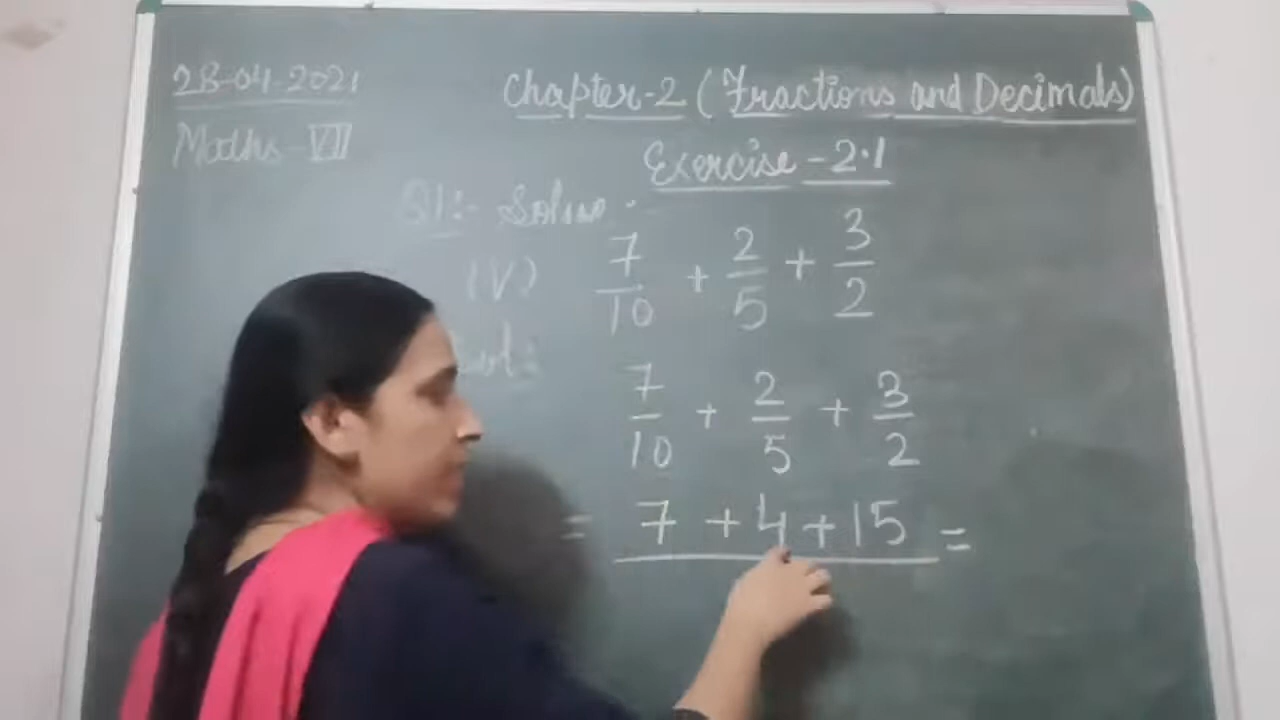 28-04-2021
Chapter-2 (Fractions and Decimals)
Maths-VII
Exercise-2.1
Q1:- Solve.
(V) 7/10 + 2/5 + 3/2
Sol:
7/10 + 2/5 + 3/2
= 7 + 4 + 15 =